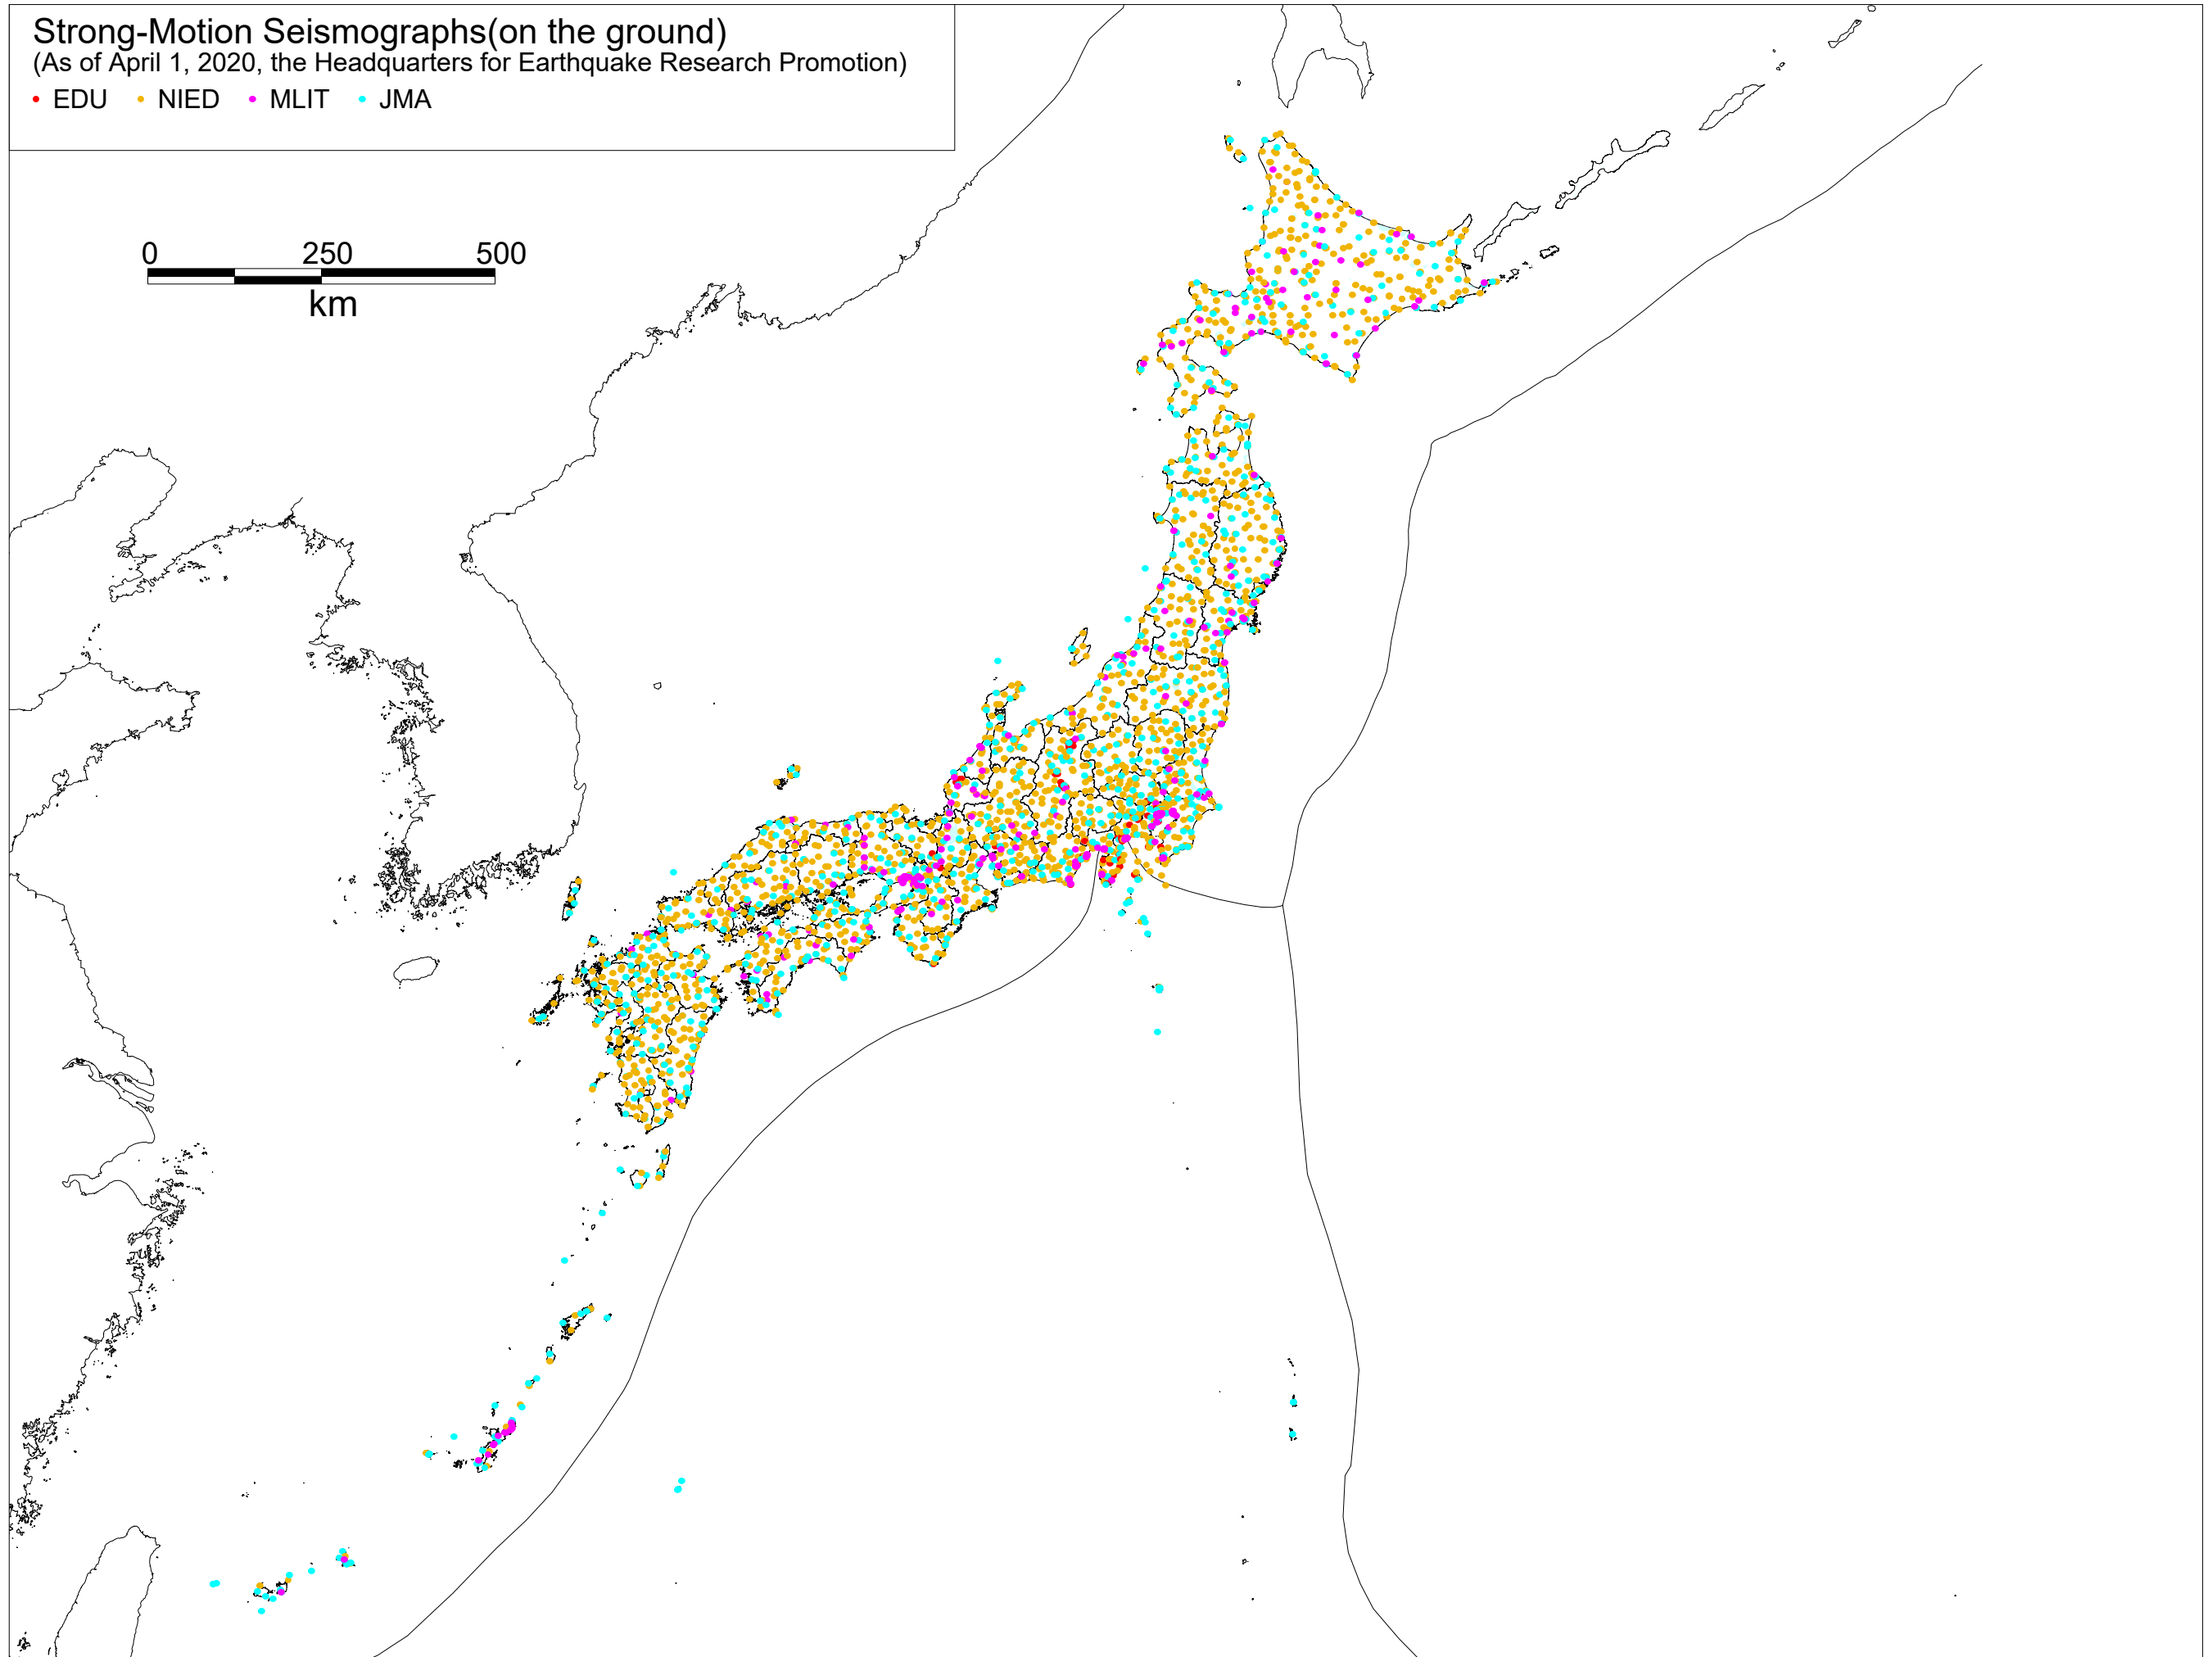 Strong-Motion Seismographs(on the ground)
(As of April 1, 2020, the Headquarters for Earthquake Research Promotion)
EDU NIED MLIT JMA
0 250 500
km